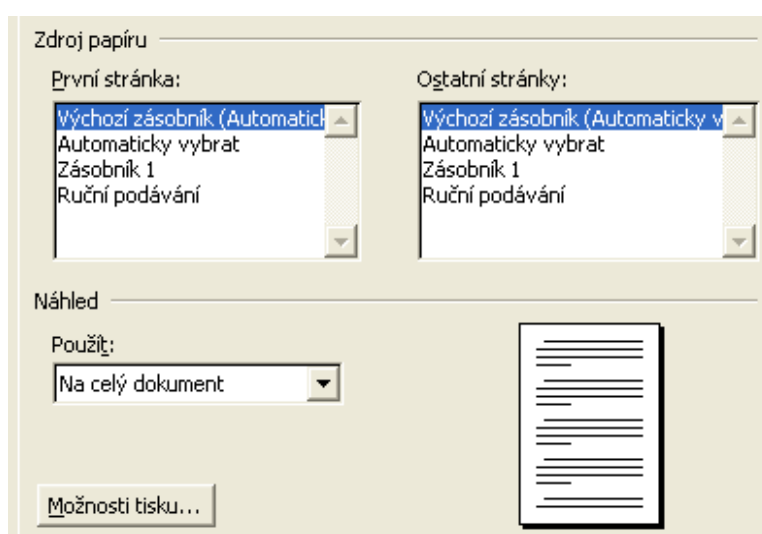 Zdroj papíru
První stránka:
Výchozí zásobník
Automaticky vybrat
Zásobník 1
Ruční podávání
Ostatní stránky:
Výchozí zásobník (Automaticky v
Automaticky vybrat
Zásobník 1
Ruční podávání
Náhled
Použít:
Na celý dokument
Možnosti tisku...